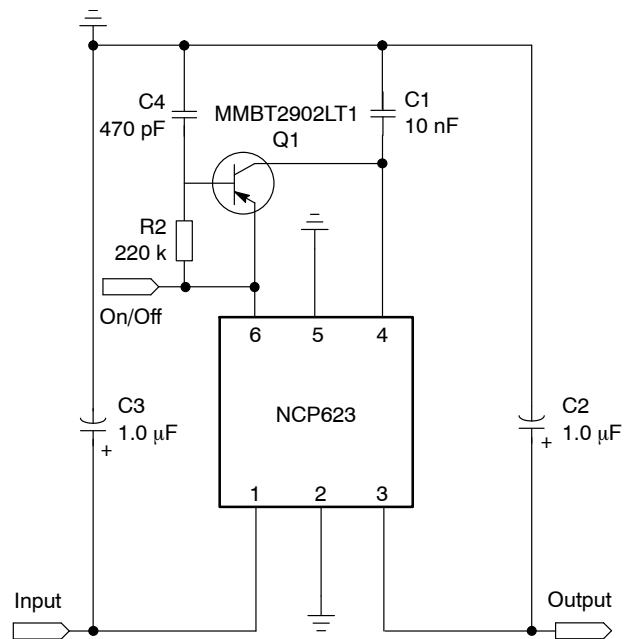 C4
470 pF
MMBT2902LT1
Q1
C1
10 nF
R2
220 k
On/Off
6
5
4
NCP623
C3
1.0 μF
+
C2
1.0 μF
+
1
2
3
Input
Output